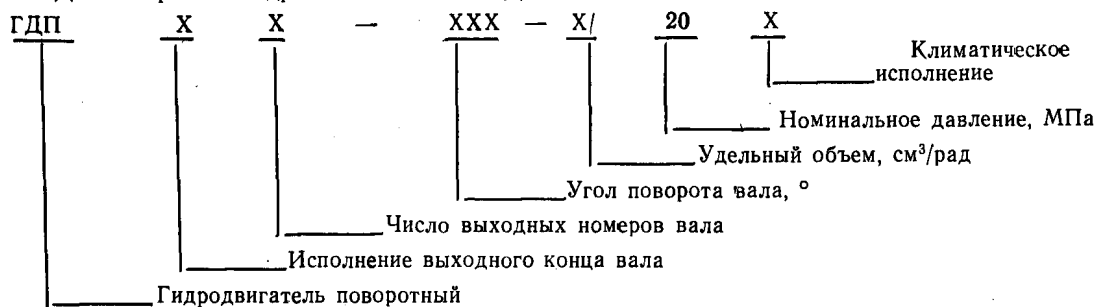 ГДП X X — XXX — X/ 20 X
Климатическое
исполнение
Номинальное давление, МПа
Удельный объем, см³/рад
Угол поворота вала, °
Число выходных номеров вала
Исполнение выходного конца вала
Гидродвигатель поворотный